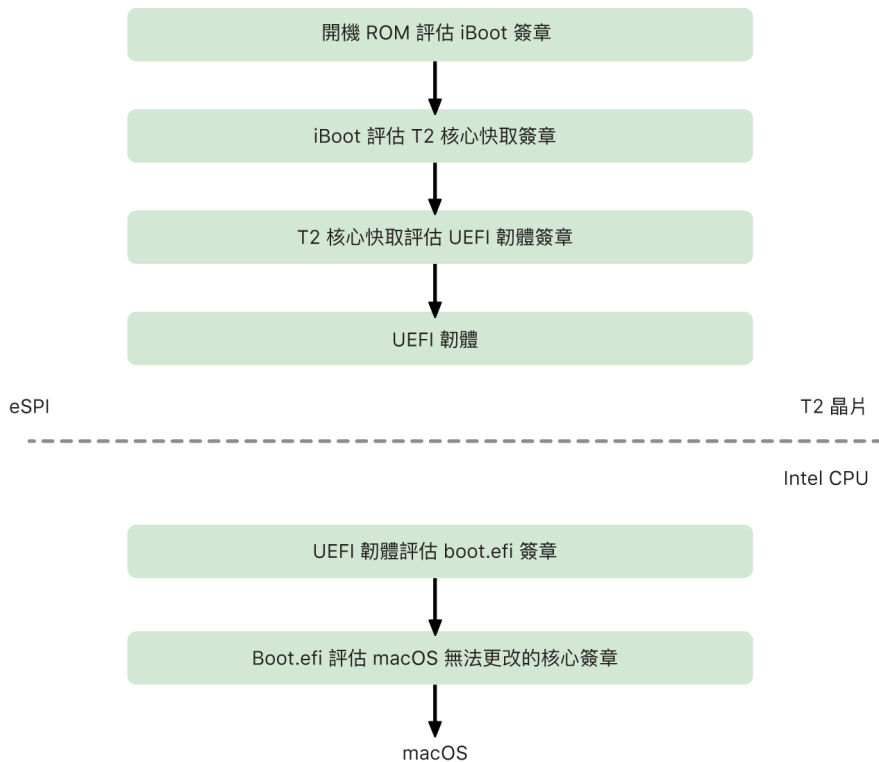 開機 ROM 評估 iBoot 簽章
iBoot 評估 T2 核心快取簽章
T2 核心快取評估 UEFI 韌體簽章
UEFI 韌體
eSPI
T2 晶片
Intel CPU
UEFI 韌體評估 boot.efi 簽章
Boot.efi 評估 macOS 無法更改的核心簽章
macOS